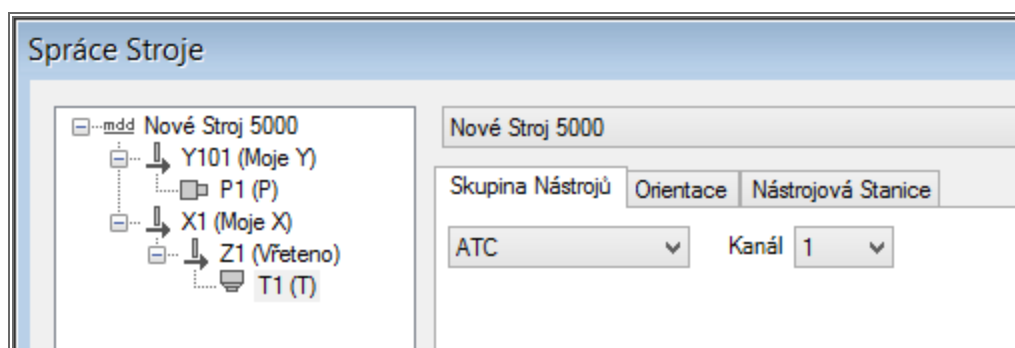 Spráce Stroje
mdd Nové Stroj 5000
Y101 (Moje Y)
P1 (P)
X1 (Moje X)
Z1 (Vřeteno)
T1 (T)
Nové Stroj 5000
Skupina Nástrojů Orientace Nástrojová Stanice
ATC Kanál 1